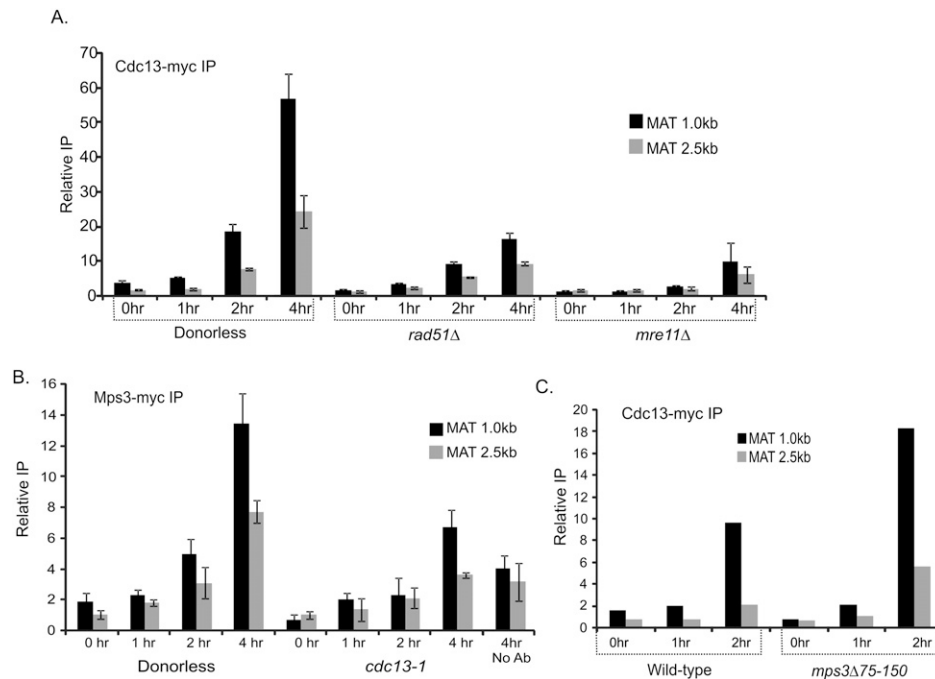 A.
Cdc13-myc IP
Relative IP
70
60
50
40
30
20
10
0
MAT 1.0kb
MAT 2.5kb
0hr 1hr 2hr 4hr 0hr 1hr 2hr 4hr 0hr 1hr 2hr 4hr
Donorless rad51Δ mre11Δ
B.
Mps3-myc IP
Relative IP
16
14
12
10
8
6
4
2
0
MAT 1.0kb
MAT 2.5kb
0 hr 1 hr 2 hr 4 hr 0 hr 1 hr 2 hr 4 hr 4hr
No Ab
Donorless cdc13-1
C.
Cdc13-myc IP
Relative IP
20
18
16
14
12
10
8
6
4
2
0
MAT 1.0kb
MAT 2.5kb
0hr 1hr 2hr 0hr 1hr 2hr
Wild-type mps3Δ75-150